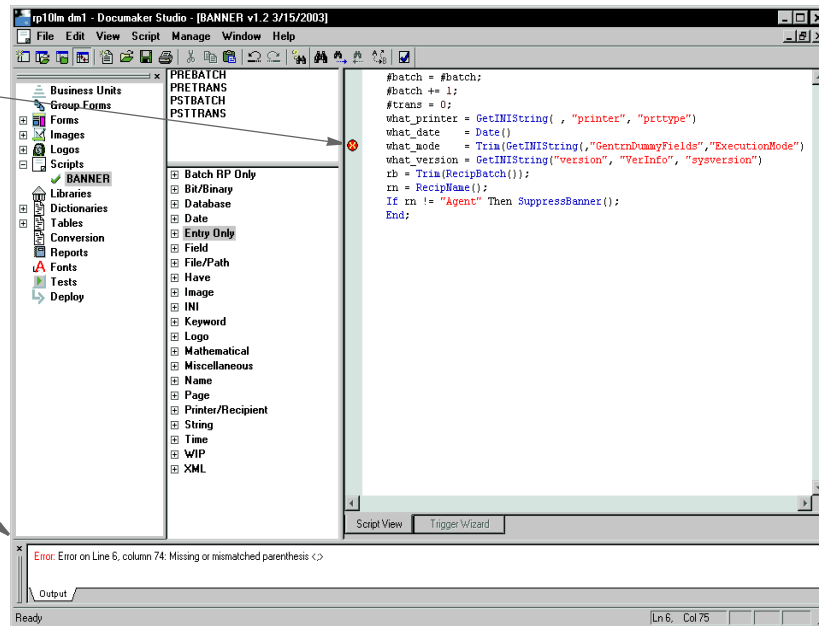 rp10lm dm1 - Documaker Studio - [BANNER v1.2 3/15/2003]
File Edit View Script Manage Window Help
Business Units
Group Forms
Forms
Images
Logos
Scripts
BANNER
Libraries
Dictionaries
Tables
Conversion
Reports
Fonts
Tests
Deploy
PREBATCH
PRETRANS
PSTBATCH
PSTTRANS
Batch RP Only
Bit/Binary
Database
Date
Entry Only
Field
File/Path
Have
Image
INI
Keyword
Logo
Mathematical
Miscellaneous
Name
Page
Printer/Recipient
String
Time
WIP
XML
#batch = #batch;
#batch += 1;
#trans = 0;
what_printer = GetINIString( , "printer", "prttype")
what_date = Date()
what_mode = Trim(GetINIString(,"GentrnDummyFields","ExecutionMode")
what_version = GetINIString("version", "VerInfo", "sysversion")
rb = Trim(RecipBatch());
rn = RecipName();
If rn != "Agent" Then SuppressBanner();
End;
Script View Trigger Wizard
Error: Error on Line 6, column 74: Missing or mismatched parenthesis <;>
Output
Ready Ln 6, Col 75